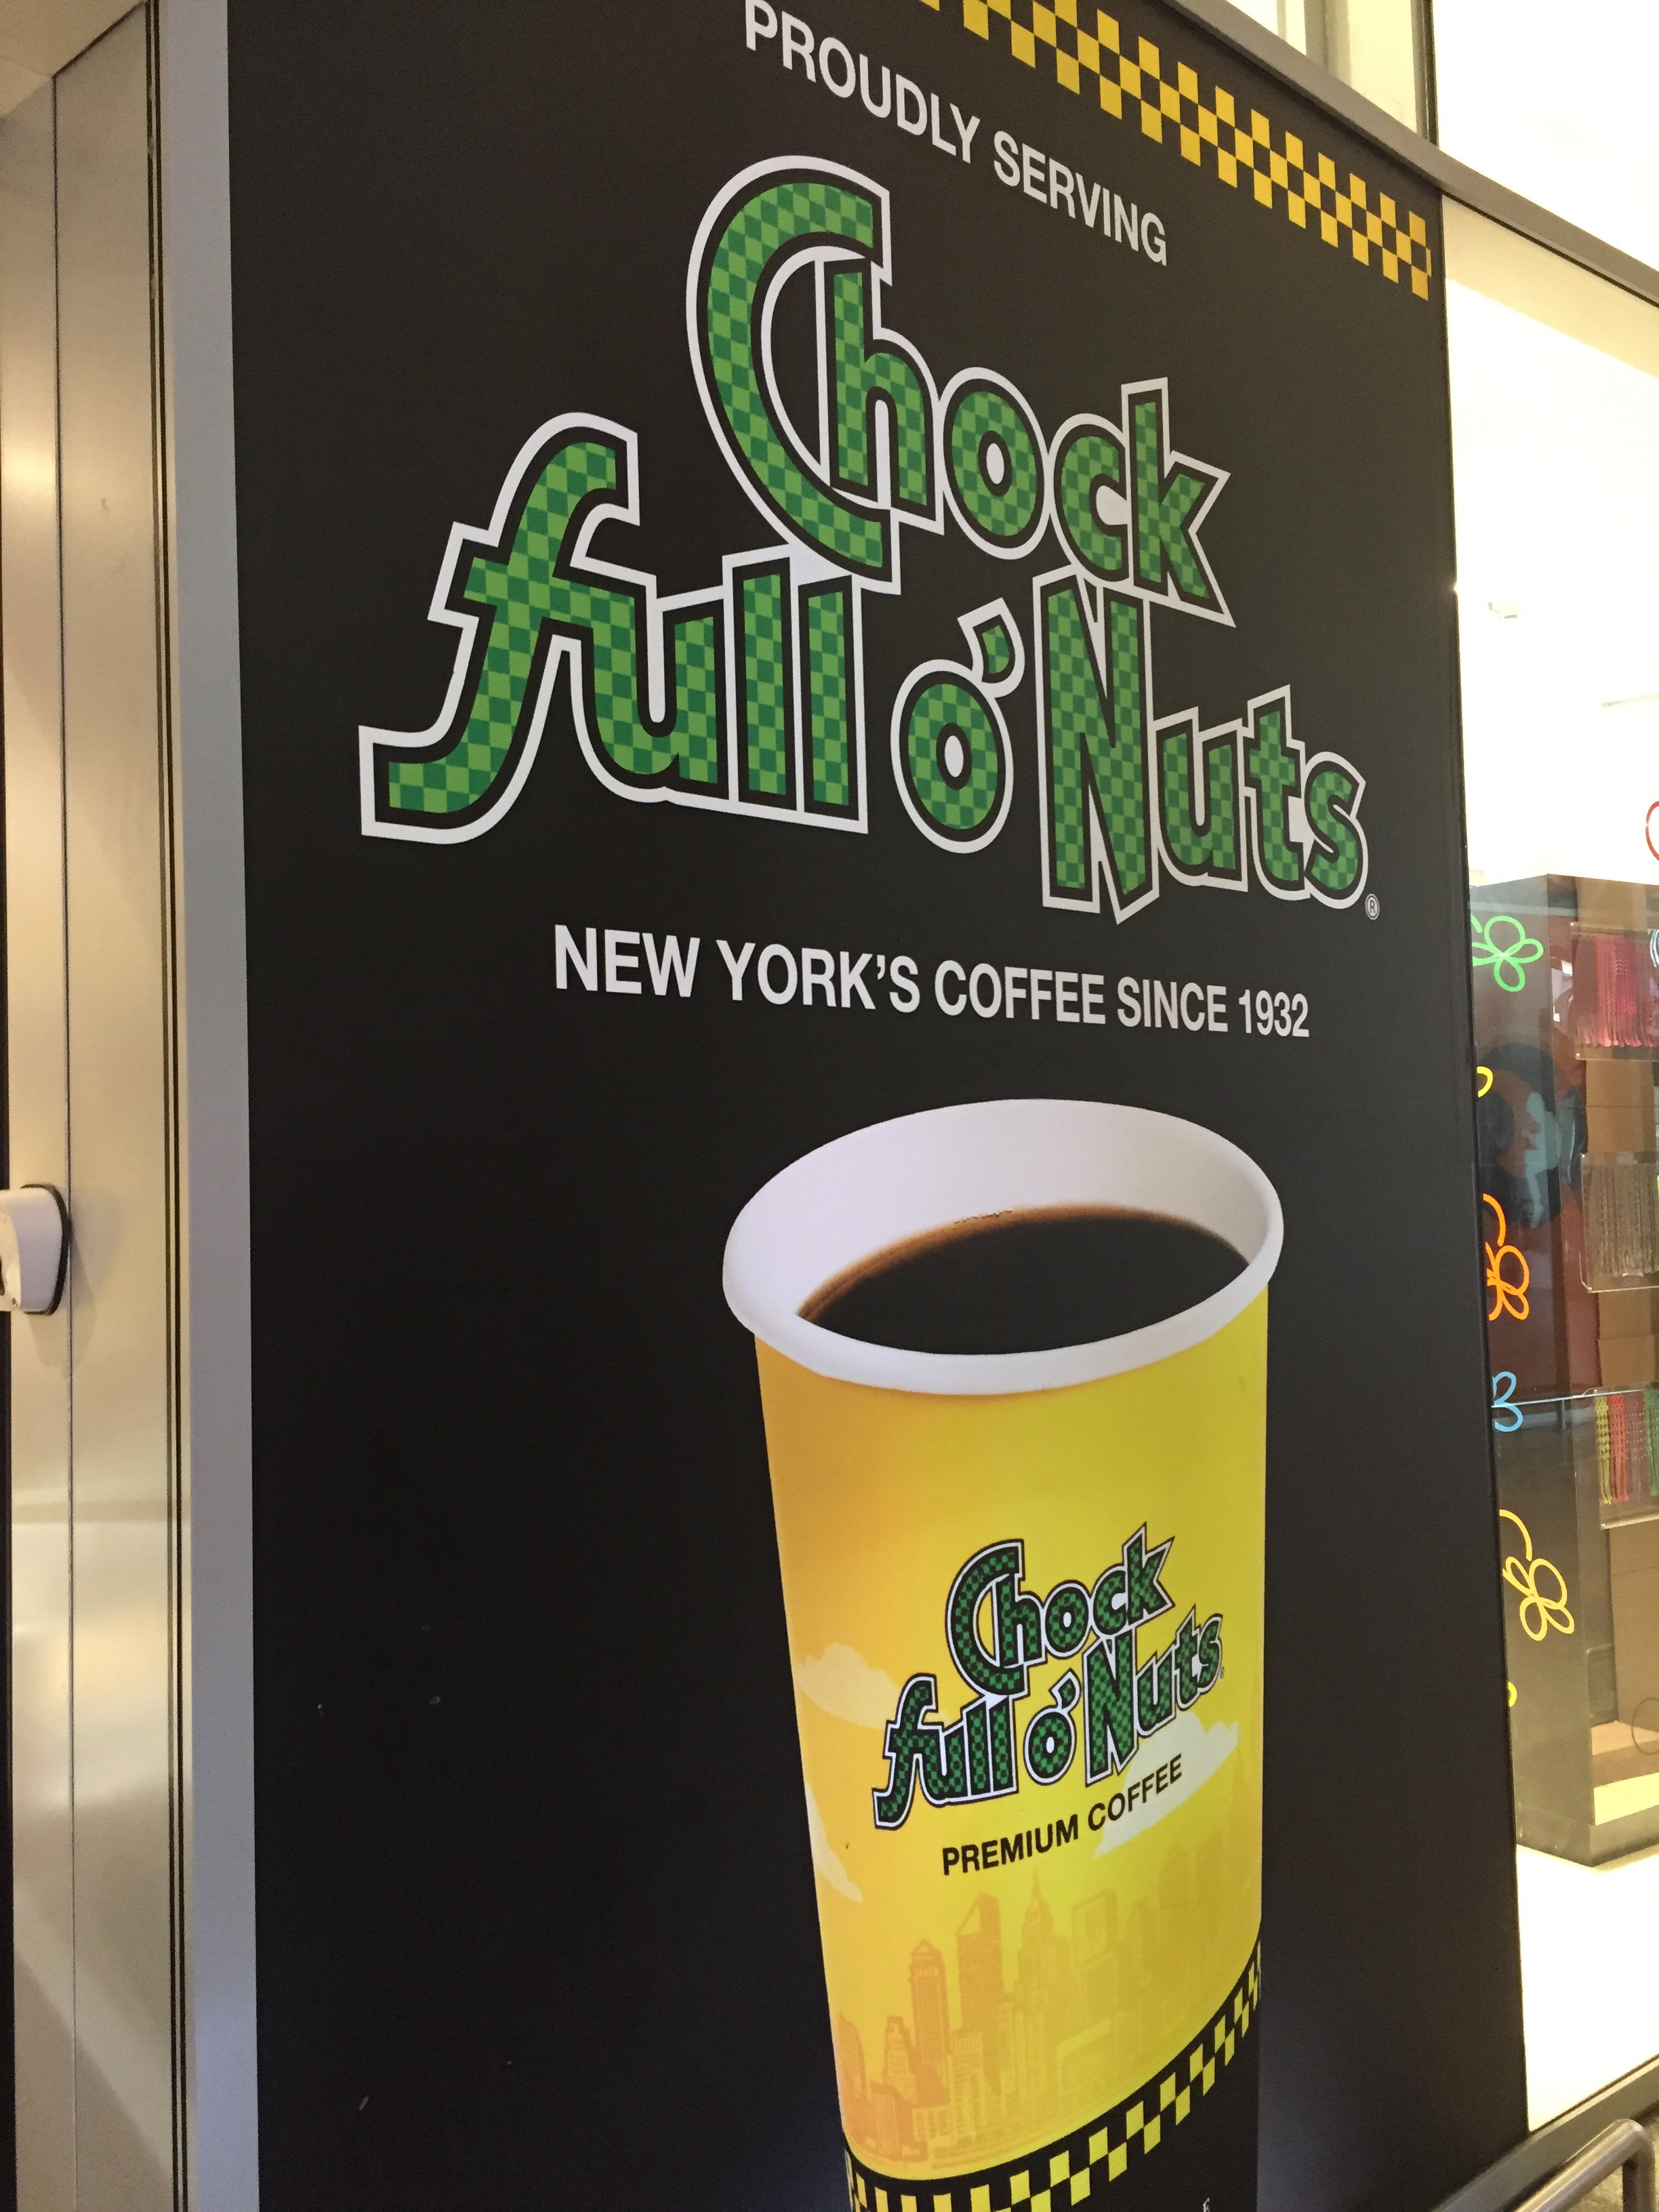 PROUDLY SERVING
Chock
full o'Nuts®
NEW YORK'S COFFEE SINCE 1932
Chock
full o'Nuts
PREMIUM COFFEE